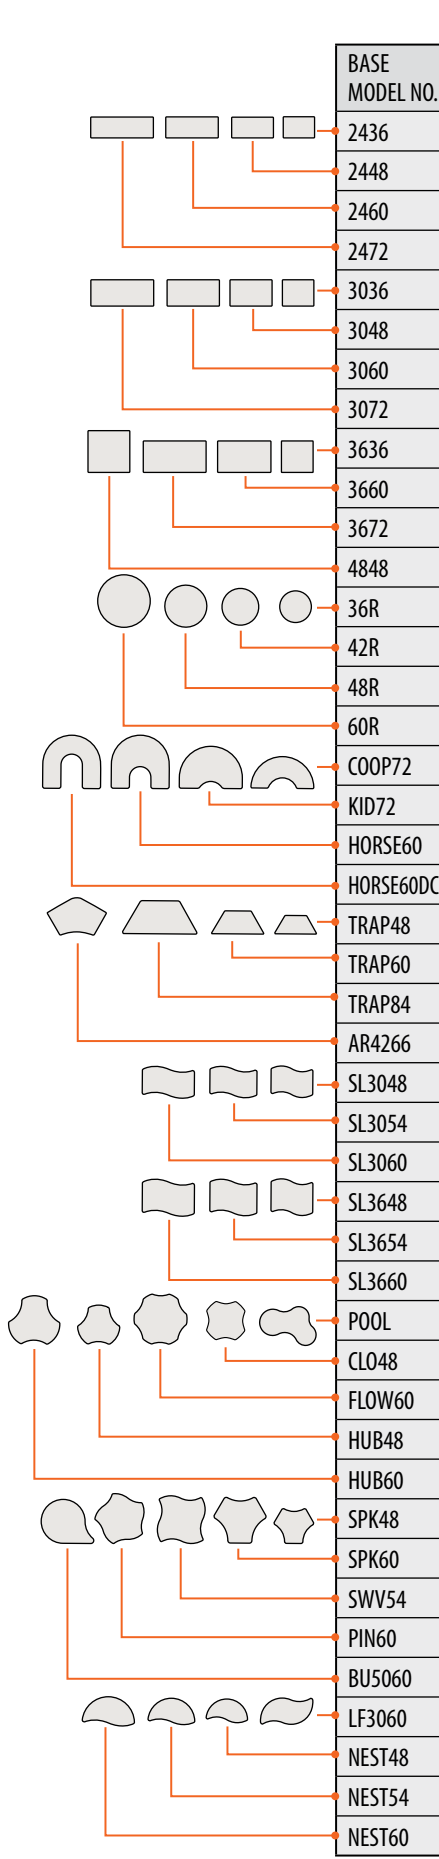 BASE
MODEL NO.
2436
2448
2460
2472
3036
3048
3060
3072
3636
3660
3672
4848
36R
42R
48R
60R
COOP72
KID72
HORSE60
HORSE60DC
TRAP48
TRAP60
TRAP84
AR4266
SL3048
SL3054
SL3060
SL3648
SL3654
SL3660
POOL
CLO48
FLOW60
HUB48
HUB60
SPK48
SPK60
SWV54
PIN60
BU5060
LF3060
NEST48
NEST54
NEST60